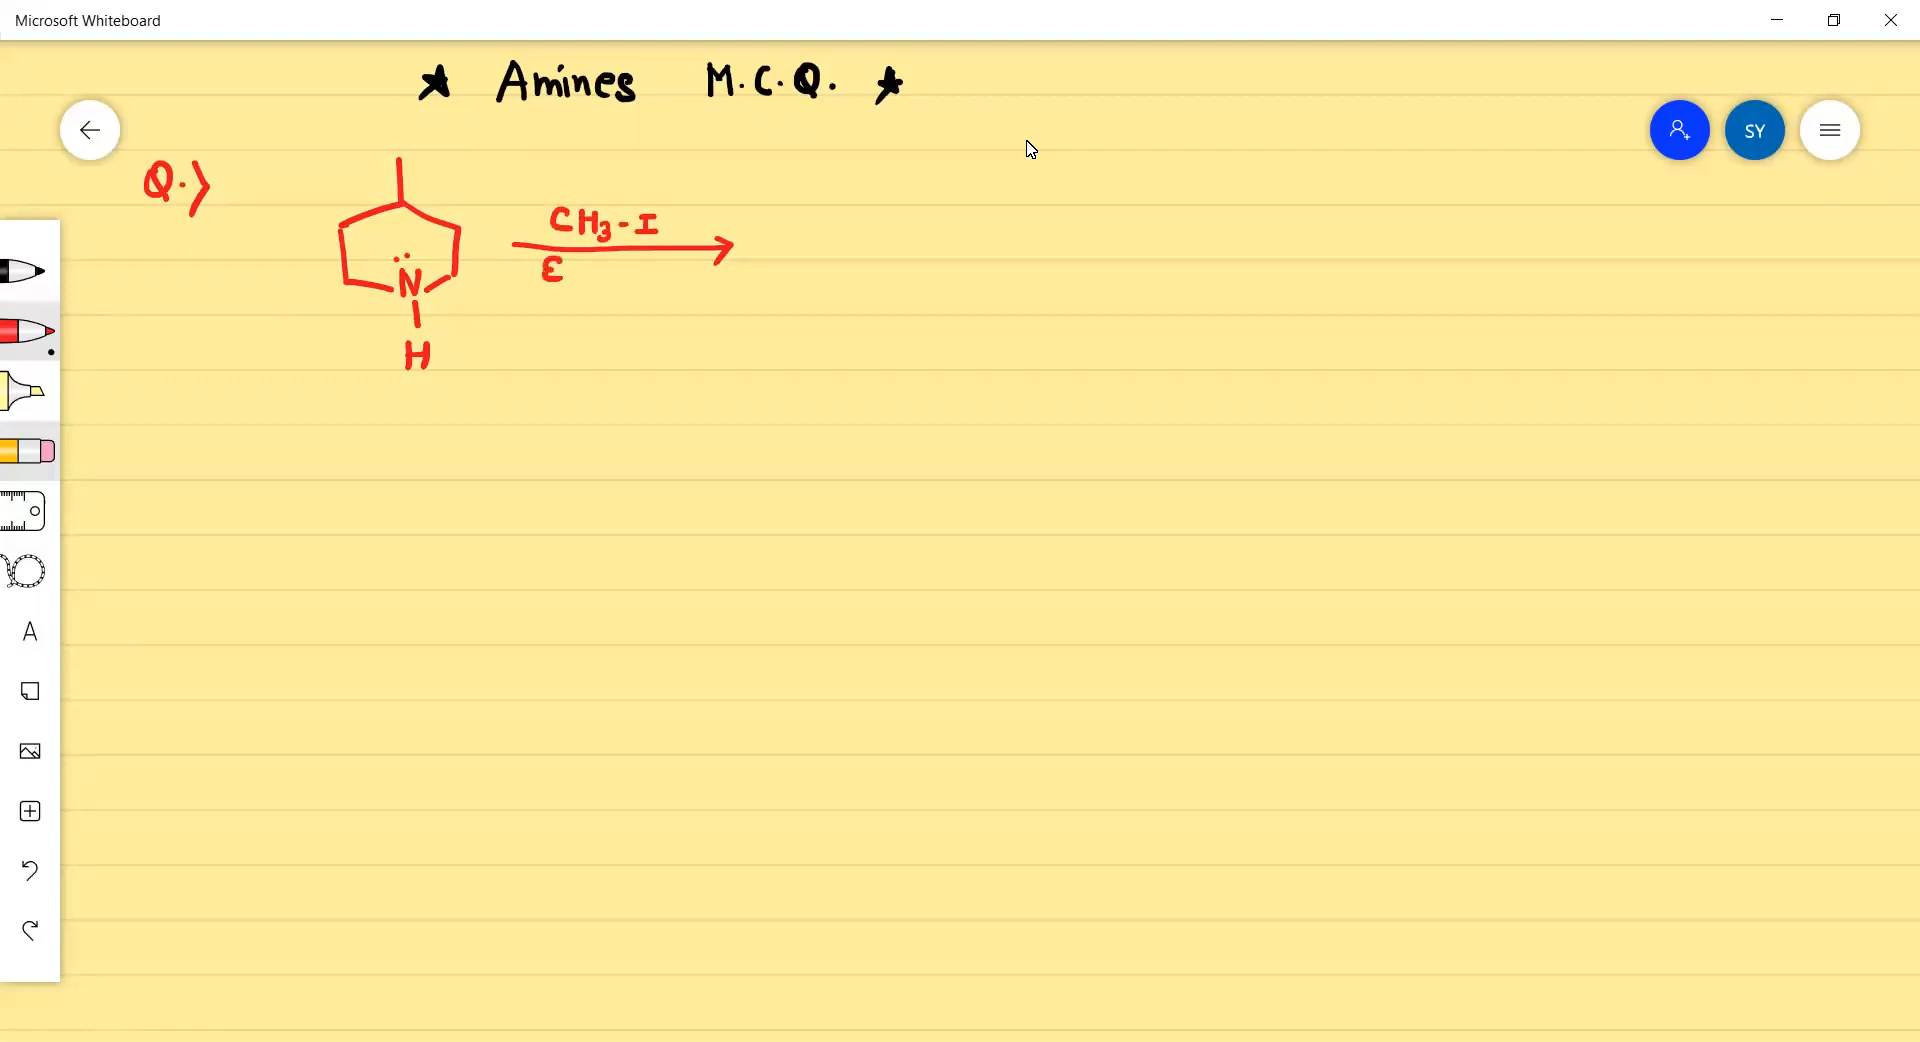 Microsoft Whiteboard
★ Amines M.C.Q. ★
SY
Q.>
CH₃-I
ε
N
H
A